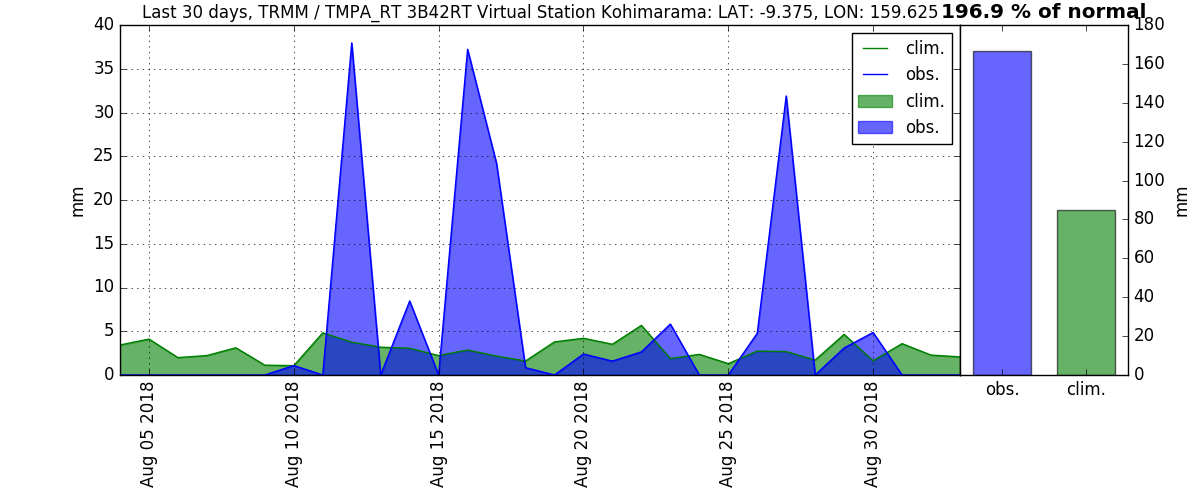 Last 30 days, TRMM / TMPA_RT 3B42RT Virtual Station Kohimarama: LAT: -9.375, LON: 159.625 196.9 % of normal
40
35
30
25
20
15
10
5
0
mm
clim.
obs.
clim.
obs.
Aug 05 2018
Aug 10 2018
Aug 15 2018
Aug 20 2018
Aug 25 2018
Aug 30 2018
180
160
140
120
100
80
60
40
20
0
mm
obs. clim.